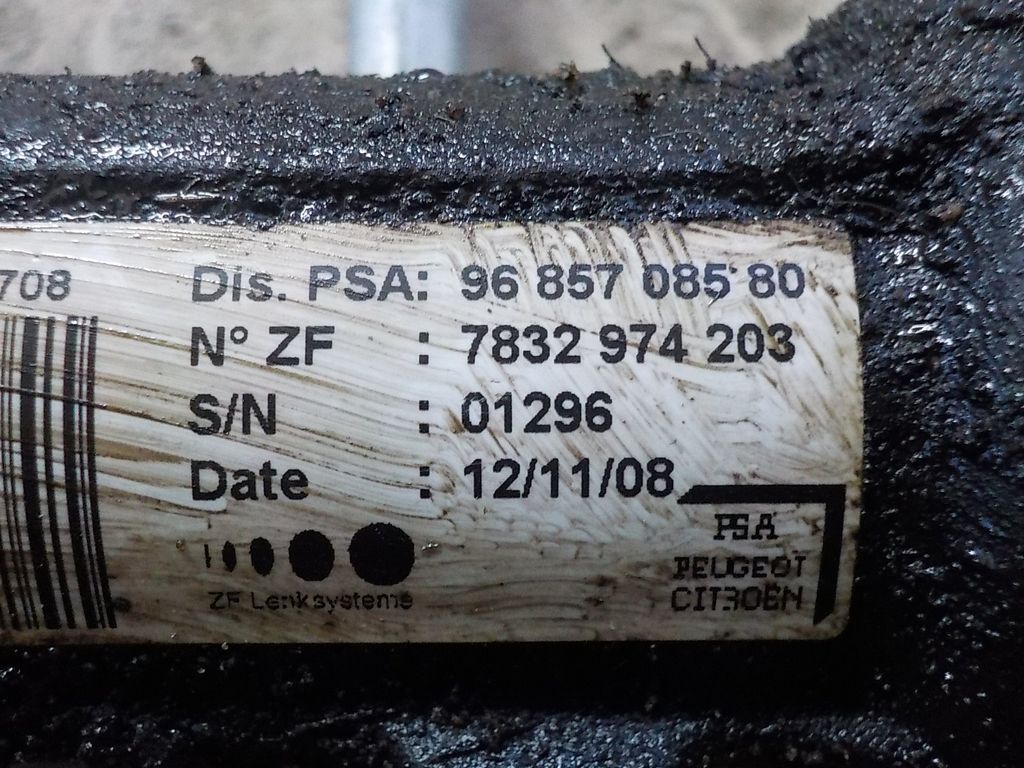 708
Dis. PSA: 96 857 085 80
N° ZF : 7832 974 203
S/N : 01296
Date : 12/11/08
ZF Lenksysteme
PSA
PEUGEOT
CITROËN